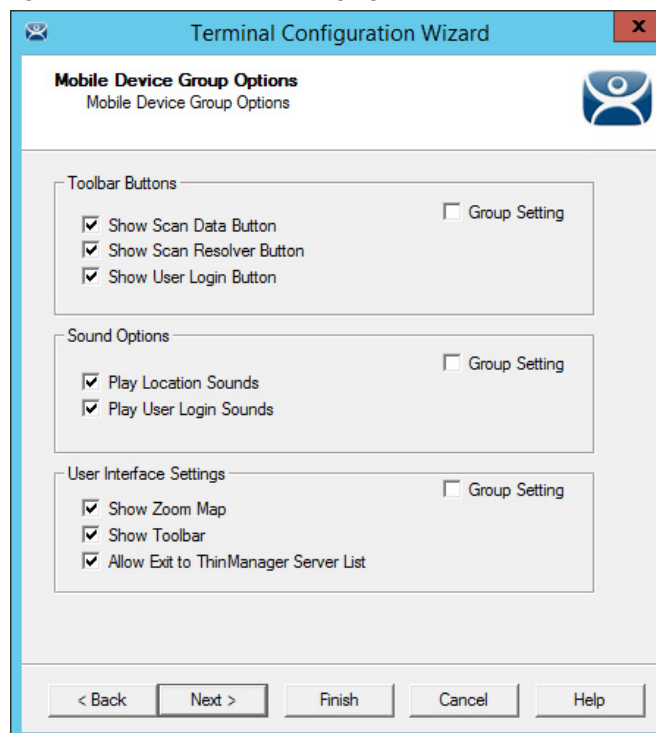 Terminal Configuration Wizard
x
Mobile Device Group Options
Mobile Device Group Options
Toolbar Buttons
Group Setting
Show Scan Data Button
Show Scan Resolver Button
Show User Login Button
Sound Options
Group Setting
Play Location Sounds
Play User Login Sounds
User Interface Settings
Group Setting
Show Zoom Map
Show Toolbar
Allow Exit to ThinManager Server List
< Back Next > Finish Cancel Help